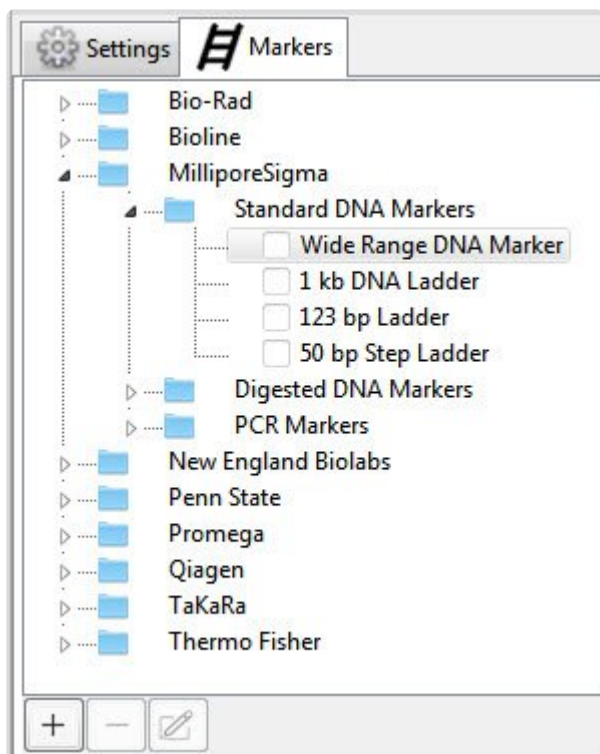 Settings Markers
Bio-Rad
Bioline
MilliporeSigma
Standard DNA Markers
Wide Range DNA Marker
1 kb DNA Ladder
123 bp Ladder
50 bp Step Ladder
Digested DNA Markers
PCR Markers
New England Biolabs
Penn State
Promega
Qiagen
TaKaRa
Thermo Fisher